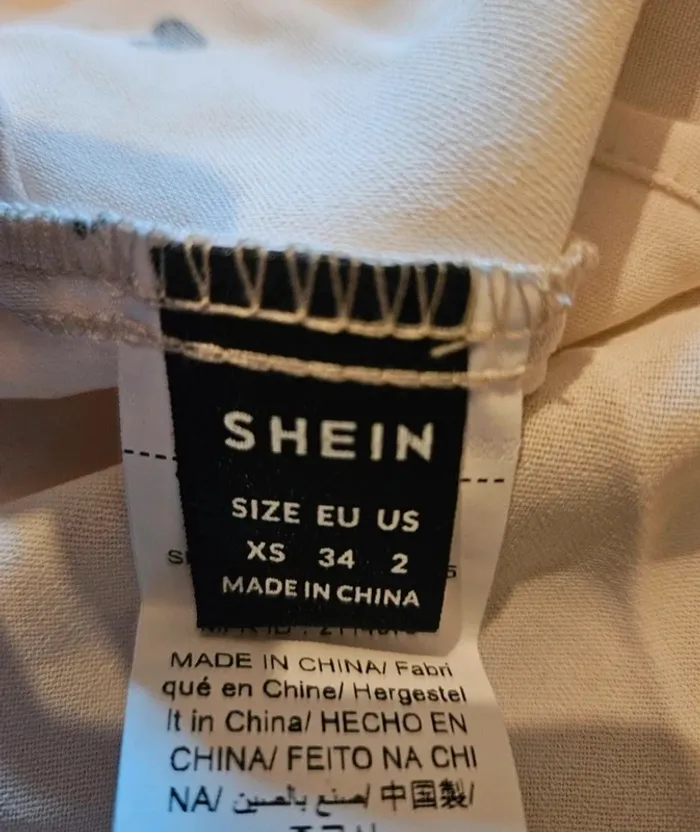 SHEIN
SIZE EU US
XS 34 2
MADE IN CHINA
MADE IN CHINA/ Fabri
qué en Chine/ Hergestel
lt in China/ HECHO EN
CHINA/ FEITO NA CHI
NA/ صنع بالصين/ 中国製/